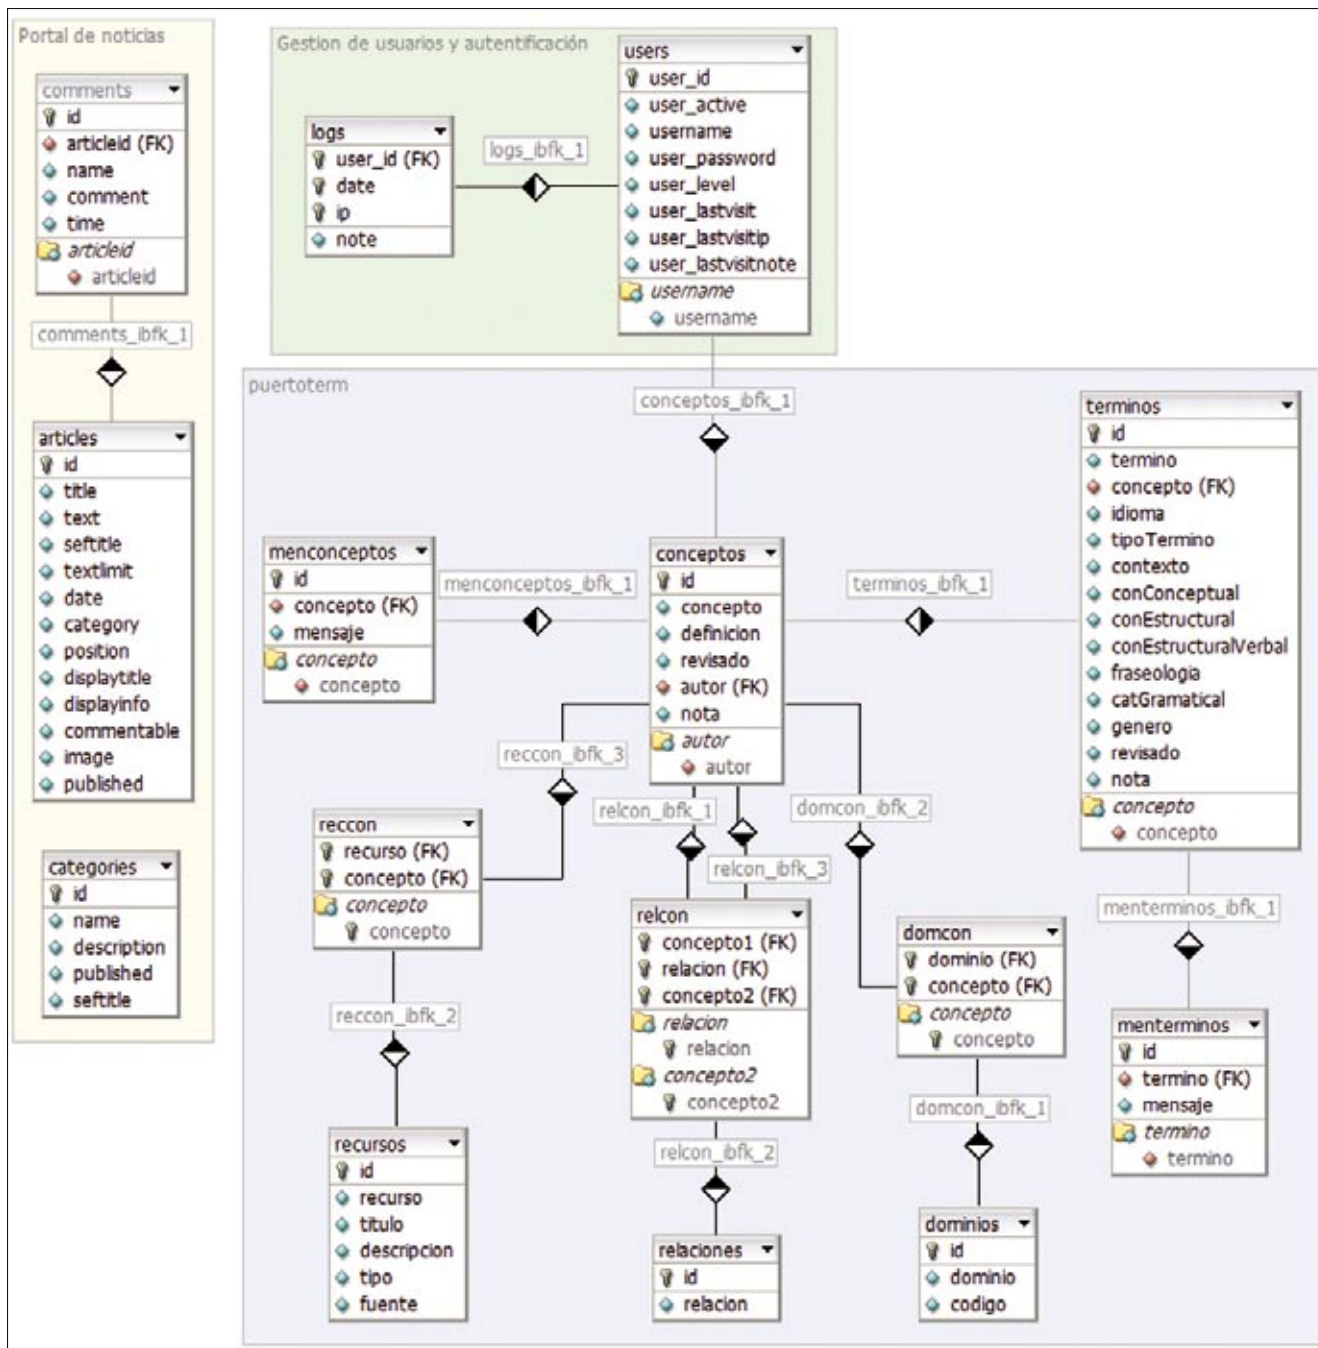 Portal de noticias
comments
id
articleid (FK)
name
comment
time
articleid
articleid
comments_ibfk_1
articles
id
title
text
seftitle
textlimit
date
category
position
displaytitle
displayinfo
commentable
image
published
categories
id
name
description
published
seftitle
Gestion de usuarios y autentificación
logs
user_id (FK)
date
ip
note
logs_ibfk_1
users
user_id
user_active
username
user_password
user_level
user_lastvisit
user_lastvisitip
user_lastvisitnote
username
username
puertoterm
conceptos_ibfk_1
menconceptos
id
concepto (FK)
mensaje
concepto
concepto
menconceptos_ibfk_1
conceptos
id
concepto
definicion
revisado
autor (FK)
nota
autor
autor
terminos_ibfk_1
terminos
id
termino
concepto (FK)
idioma
tipoTermino
contexto
conConceptual
conEstructural
conEstructuralVerbal
fraseologia
catGramatical
genero
revisado
nota
concepto
concepto
reccon_ibfk_3
relcon_ibfk_1
domcon_ibfk_2
relcon_ibfk_3
reccon
recurso (FK)
concepto (FK)
concepto
concepto
reccon_ibfk_2
recursos
id
recurso
titulo
descripcion
tipo
fuente
relcon
concepto1 (FK)
relacion (FK)
concepto2 (FK)
relacion
relacion
concepto2
concepto2
relcon_ibfk_2
relaciones
id
relacion
domcon
dominio (FK)
concepto (FK)
concepto
concepto
domcon_ibfk_1
dominios
id
dominio
codigo
menterminos_ibfk_1
menterminos
id
termino (FK)
mensaje
termino
termino